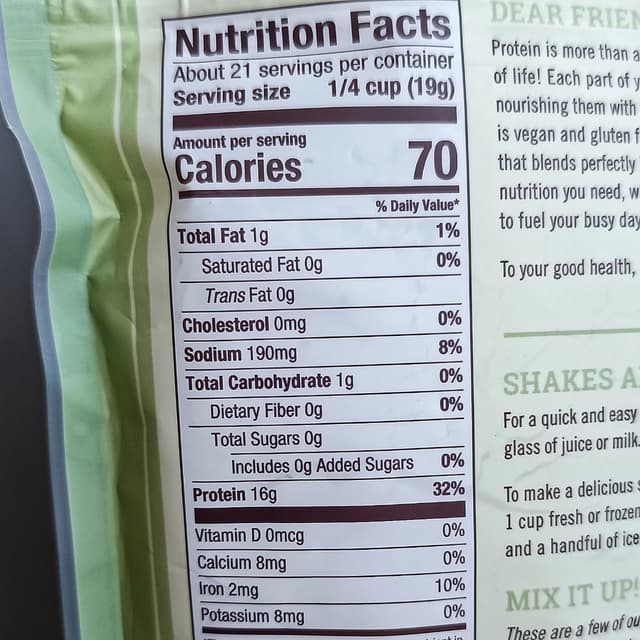 Nutrition Facts
About 21 servings per container
Serving size 1/4 cup (19g)
Amount per serving
Calories 70
% Daily Value*
Total Fat 1g 1%
Saturated Fat 0g 0%
Trans Fat 0g
Cholesterol 0mg 0%
Sodium 190mg 8%
Total Carbohydrate 1g 0%
Dietary Fiber 0g 0%
Total Sugars 0g
Includes 0g Added Sugars 0%
Protein 16g 32%
Vitamin D 0mcg 0%
Calcium 8mg 0%
Iron 2mg 10%
Potassium 8mg 0%
DEAR FRIEN
Protein is more than a
of life! Each part of y
nourishing them with
is vegan and gluten f
that blends perfectly
nutrition you need, w
to fuel your busy day
To your good health,
SHAKES A
For a quick and easy
glass of juice or milk.
To make a delicious s
1 cup fresh or frozen
and a handful of ice
MIX IT UP!
These are a few of ou